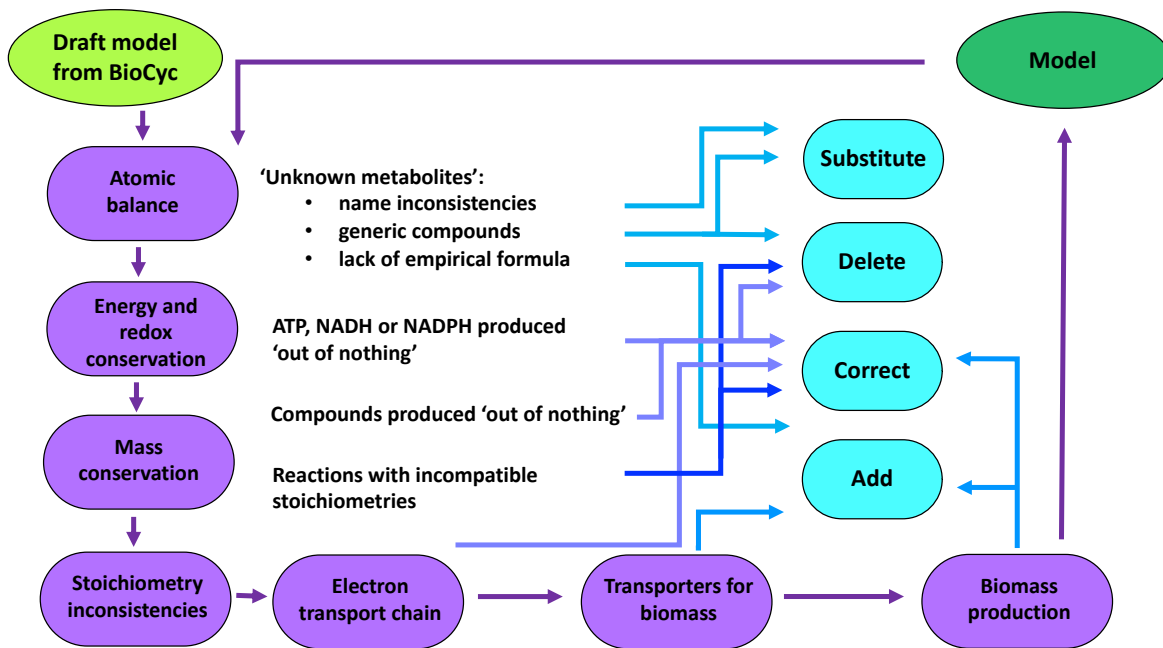 Draft model
from BioCyc
Model
Atomic
balance
‘Unknown metabolites’:
• name inconsistencies
• generic compounds
• lack of empirical formula
Substitute
Delete
Energy and
redox
conservation
ATP, NADH or NADPH produced
‘out of nothing’
Correct
Compounds produced ‘out of nothing’
Mass
conservation
Reactions with incompatible
stoichiometries
Add
Stoichiometry
inconsistencies
Electron
transport chain
Transporters for
biomass
Biomass
production